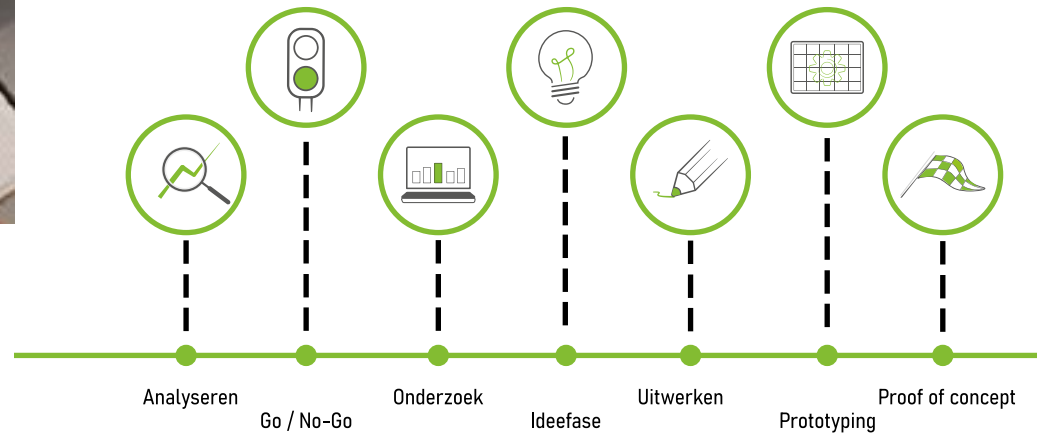 Analyseren
Go / No-Go
Onderzoek
Ideefase
Uitwerken
Prototyping
Proof of concept